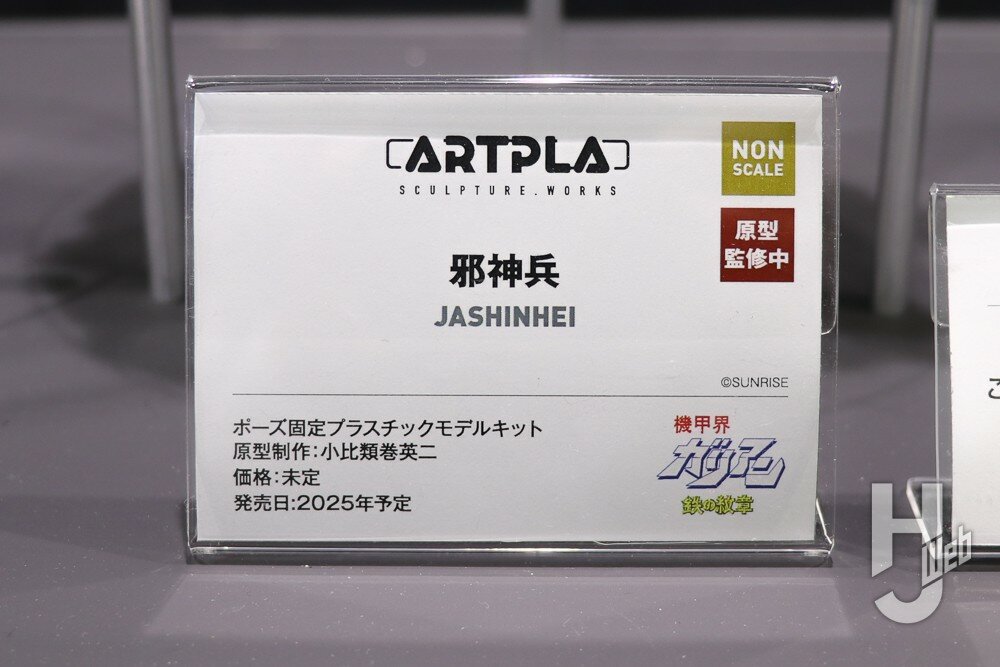 ARTPLA
SCULPTURE.WORKS
NON
SCALE
原型
監修中
邪神兵
JASHINHEI
©SUNRISE
ポーズ固定プラスチックモデルキット
原型制作:小比類巻英二
価格:未定
発売日:2025年予定
機甲界
ガリアン
鉄の紋章
こ
HJ
Web